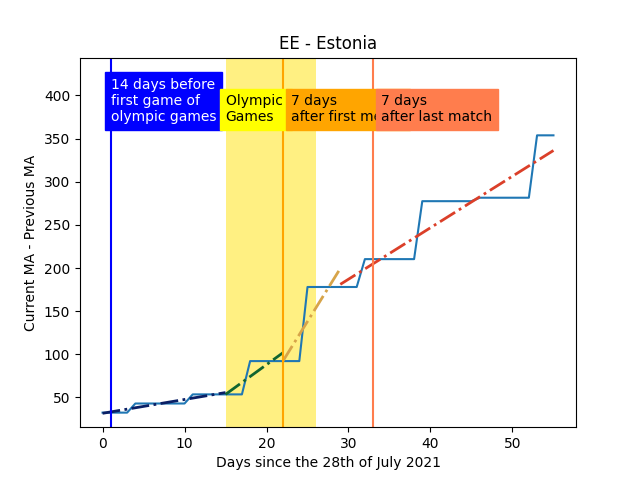 EE - Estonia
14 days before
first game of
olympic games
Olympic
Games
7 days
after first
7 days
after last match
400
350
300
250
200
150
100
50
Current MA - Previous MA
0
10
20
30
40
50
Days since the 28th of July 2021